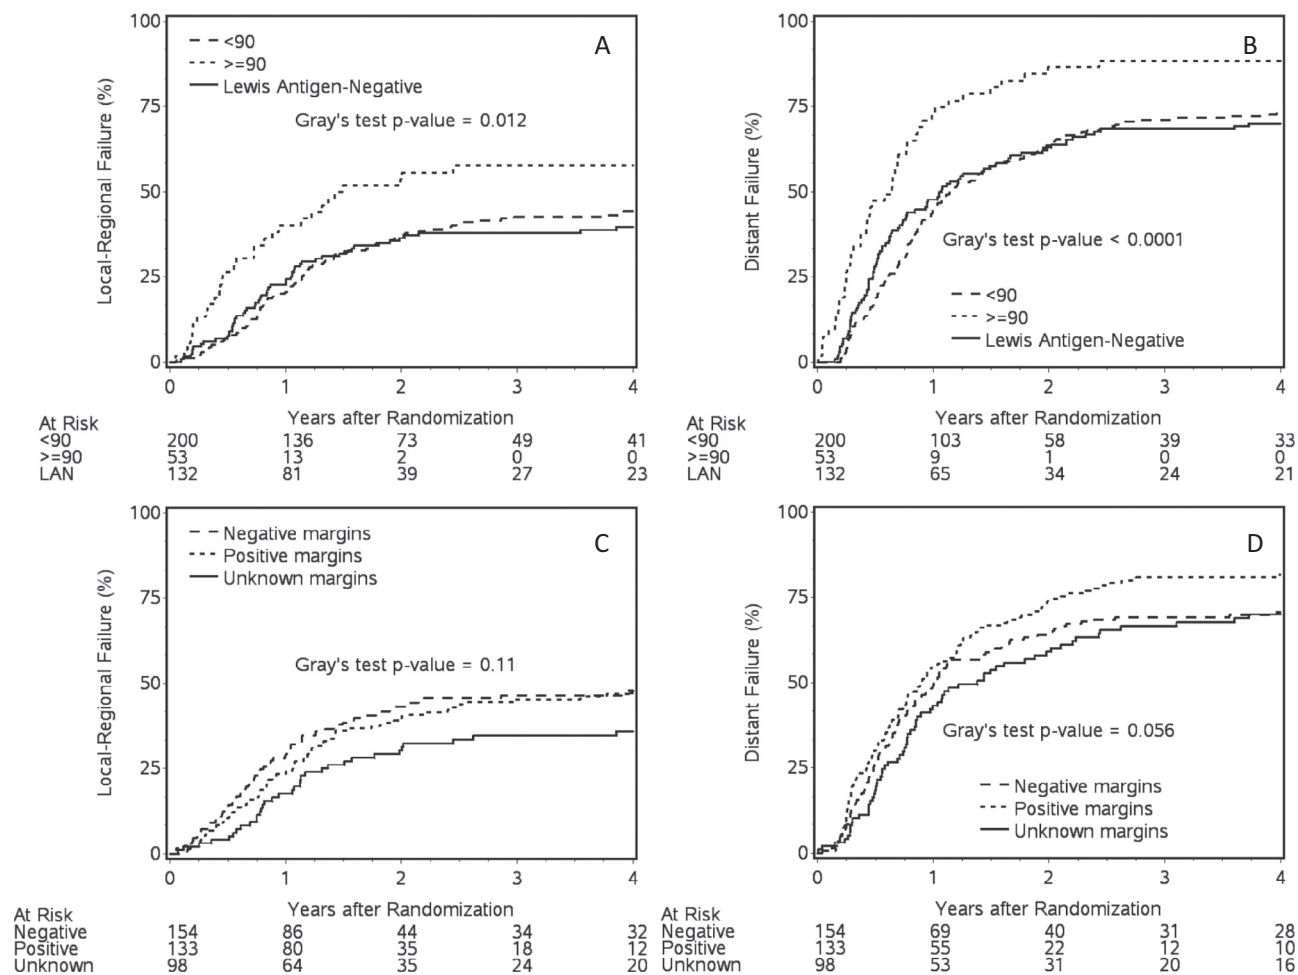 A
Local-Regional Failure (%)
100
75
50
25
0
<90
>=90
Lewis Antigen-Negative
Gray's test p-value = 0.012
0 1 2 3 4
Years after Randomization
At Risk
<90 200 136 73 49 41
>=90 53 13 2 0 0
LAN 132 81 39 27 23
B
Distant Failure (%)
100
75
50
25
0
Gray's test p-value < 0.0001
<90
>=90
Lewis Antigen-Negative
0 1 2 3 4
Years after Randomization
At Risk
<90 200 103 58 39 33
>=90 53 9 1 0 0
LAN 132 65 34 24 21
C
Local-Regional Failure (%)
100
75
50
25
0
Negative margins
Positive margins
Unknown margins
Gray's test p-value = 0.11
0 1 2 3 4
Years after Randomization
At Risk
Negative 154 86 44 34 32
Positive 133 80 35 18 12
Unknown 98 64 35 24 20
D
Distant Failure (%)
100
75
50
25
0
Gray's test p-value = 0.056
Negative margins
Positive margins
Unknown margins
0 1 2 3 4
Years after Randomization
At Risk
Negative 154 69 40 31 28
Positive 133 55 22 12 10
Unknown 98 53 31 20 16